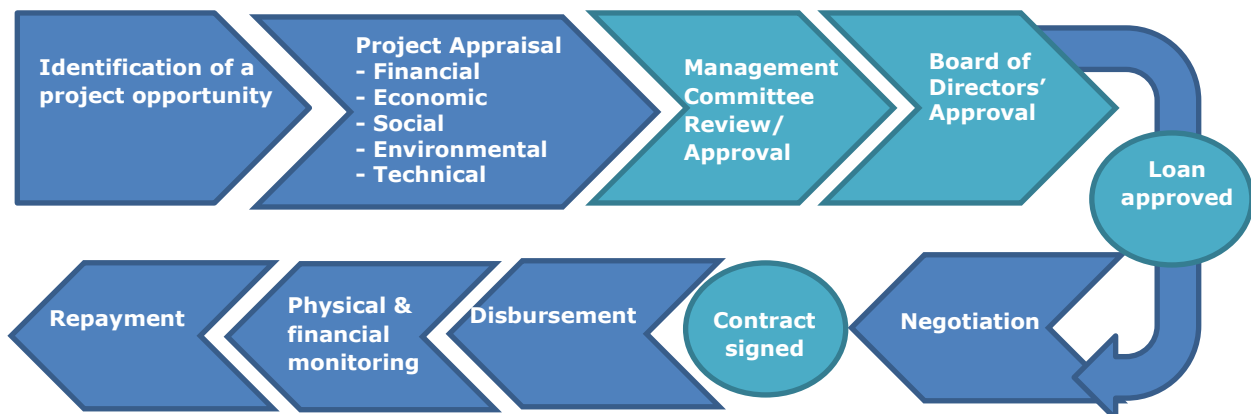 Identification of a
project opportunity
Project Appraisal
- Financial
- Economic
- Social
- Environmental
- Technical
Management
Committee
Review/
Approval
Board of
Directors’
Approval
Loan
approved
Negotiation
Contract
signed
Disbursement
Physical &
financial
monitoring
Repayment